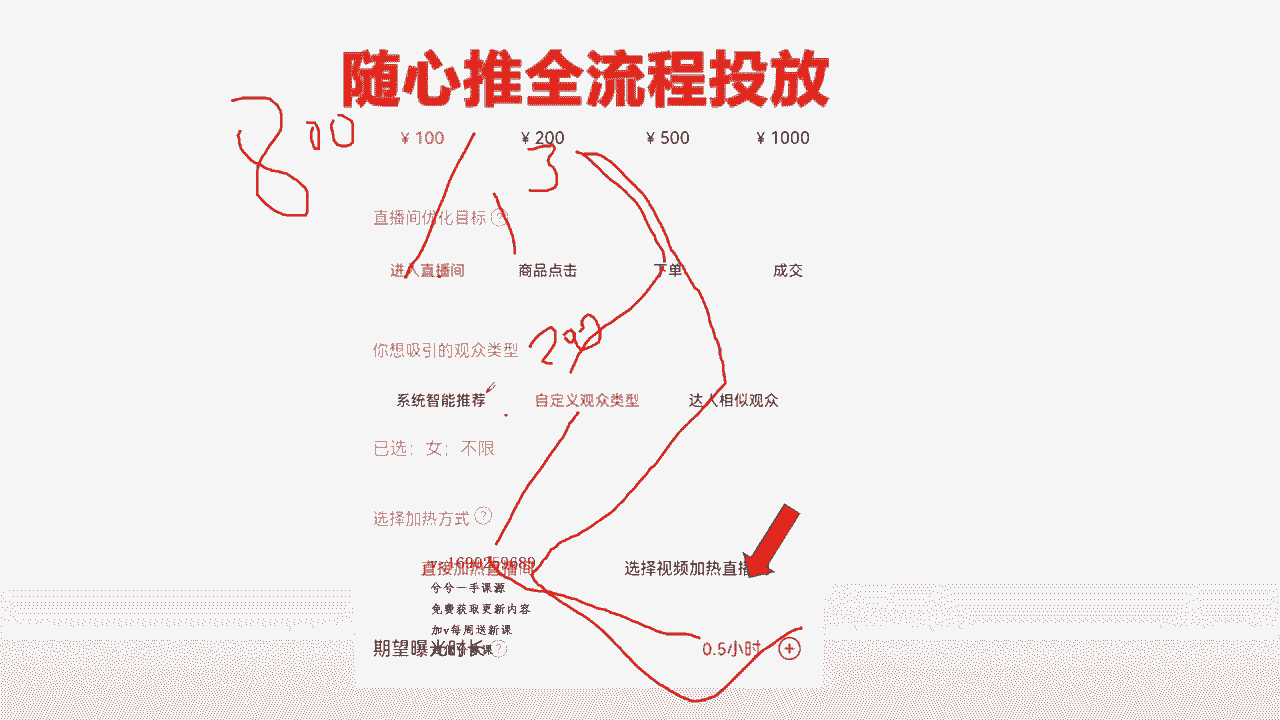 随心推全流程投放
800
¥ 100 ¥ 200 ¥ 500 ¥ 1000
3
直播间优化目标 ?
进入直播间 商品点击 下单 成交
200
你想吸引的观众类型
系统智能推荐 自定义观众类型 达人相似观众
已选：女；不限
选择加热方式 ?
v：1690259689
直接加热直播间 选择视频加热直播
兮兮一手课源
免费获取更新内容
加v每周送新课
期望曝光时长 ? 0.5小时 +